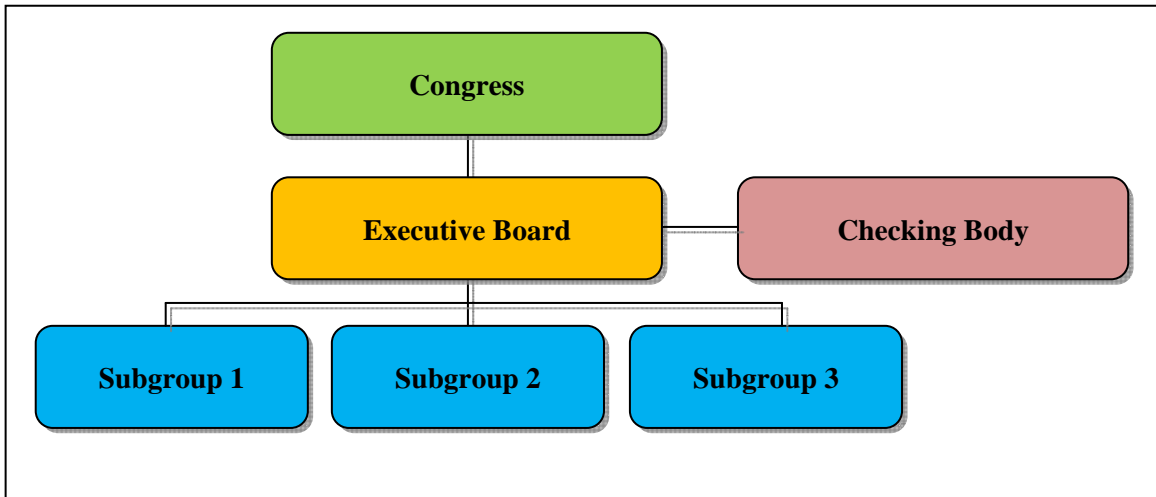 Congress
Executive Board
Checking Body
Subgroup 1
Subgroup 2
Subgroup 3